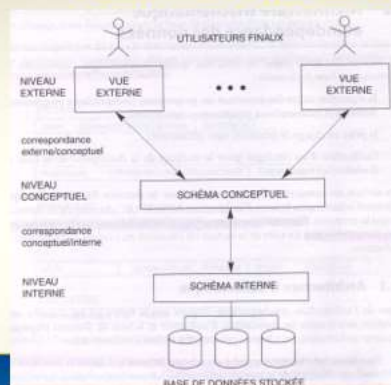 UTILISATEURS FINAUX
NIVEAU EXTERNE
VUE EXTERNE
• • •
VUE EXTERNE
correspondance
externe/conceptuel
NIVEAU
CONCEPTUEL
SCHÉMA CONCEPTUEL
correspondance
conceptuel/interne
NIVEAU
INTERNE
SCHÉMA INTERNE
BASE DE DONNÉES STOCKÉE